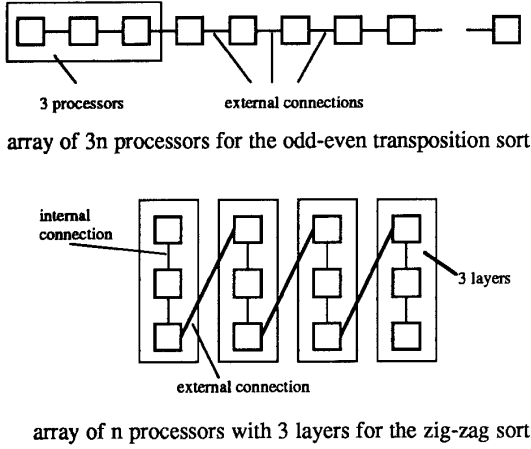 3 processors
external connections
array of 3n processors for the odd-even transposition sort
internal
connection
3 layers
external connection
array of n processors with 3 layers for the zig-zag sort